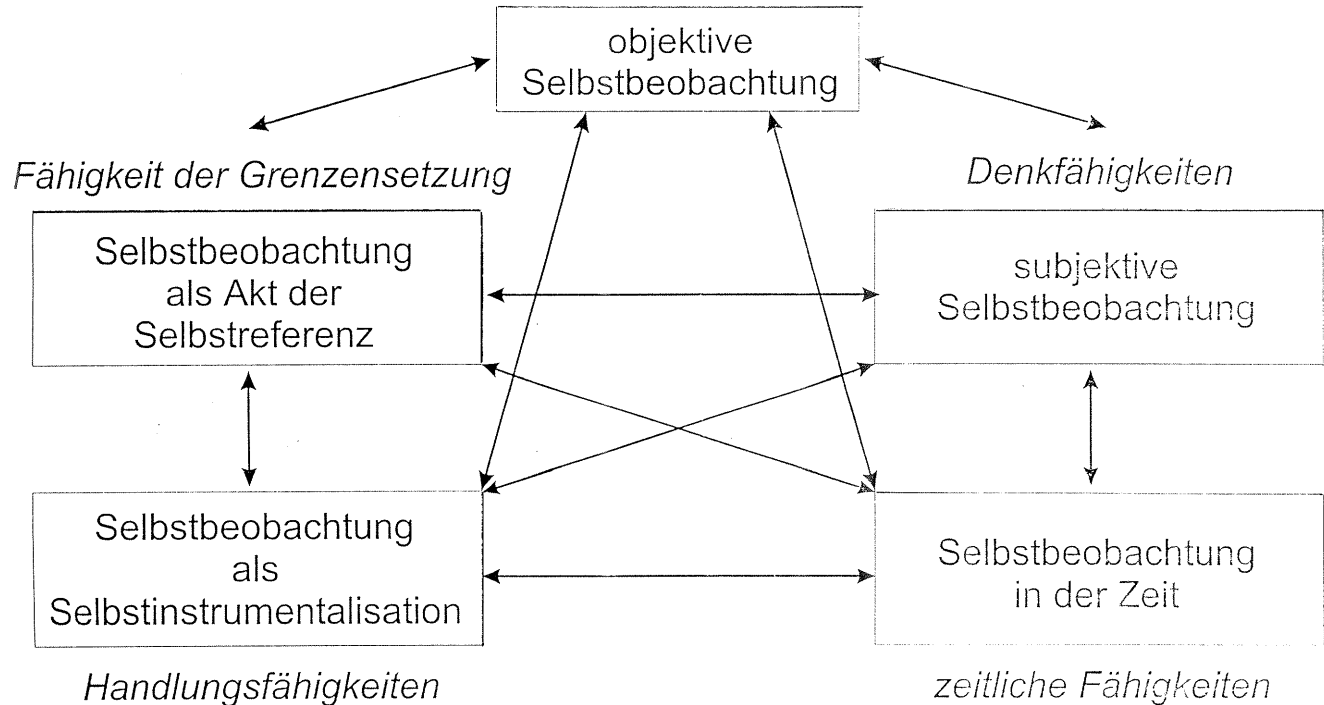 objektive
Selbstbeobachtung
Fähigkeit der Grenzensetzung
Denkfähigkeiten
Selbstbeobachtung
als Akt der
Selbstreferenz
subjektive
Selbstbeobachtung
Selbstbeobachtung
als
Selbstinstrumentalisation
Selbstbeobachtung
in der Zeit
Handlungsfähigkeiten
zeitliche Fähigkeiten